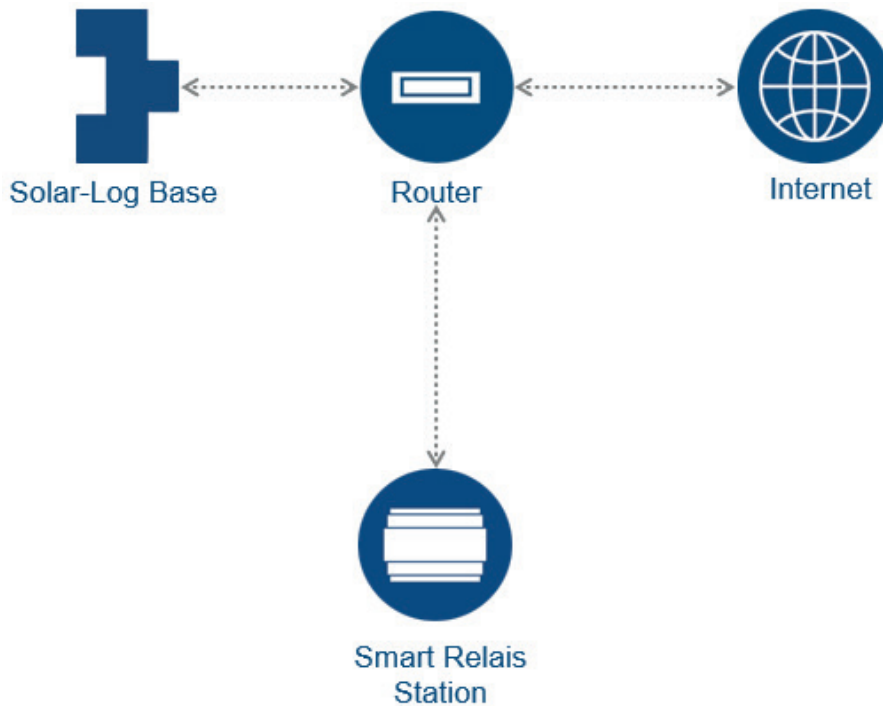 Solar-Log Base
Router
Internet
Smart Relais
Station